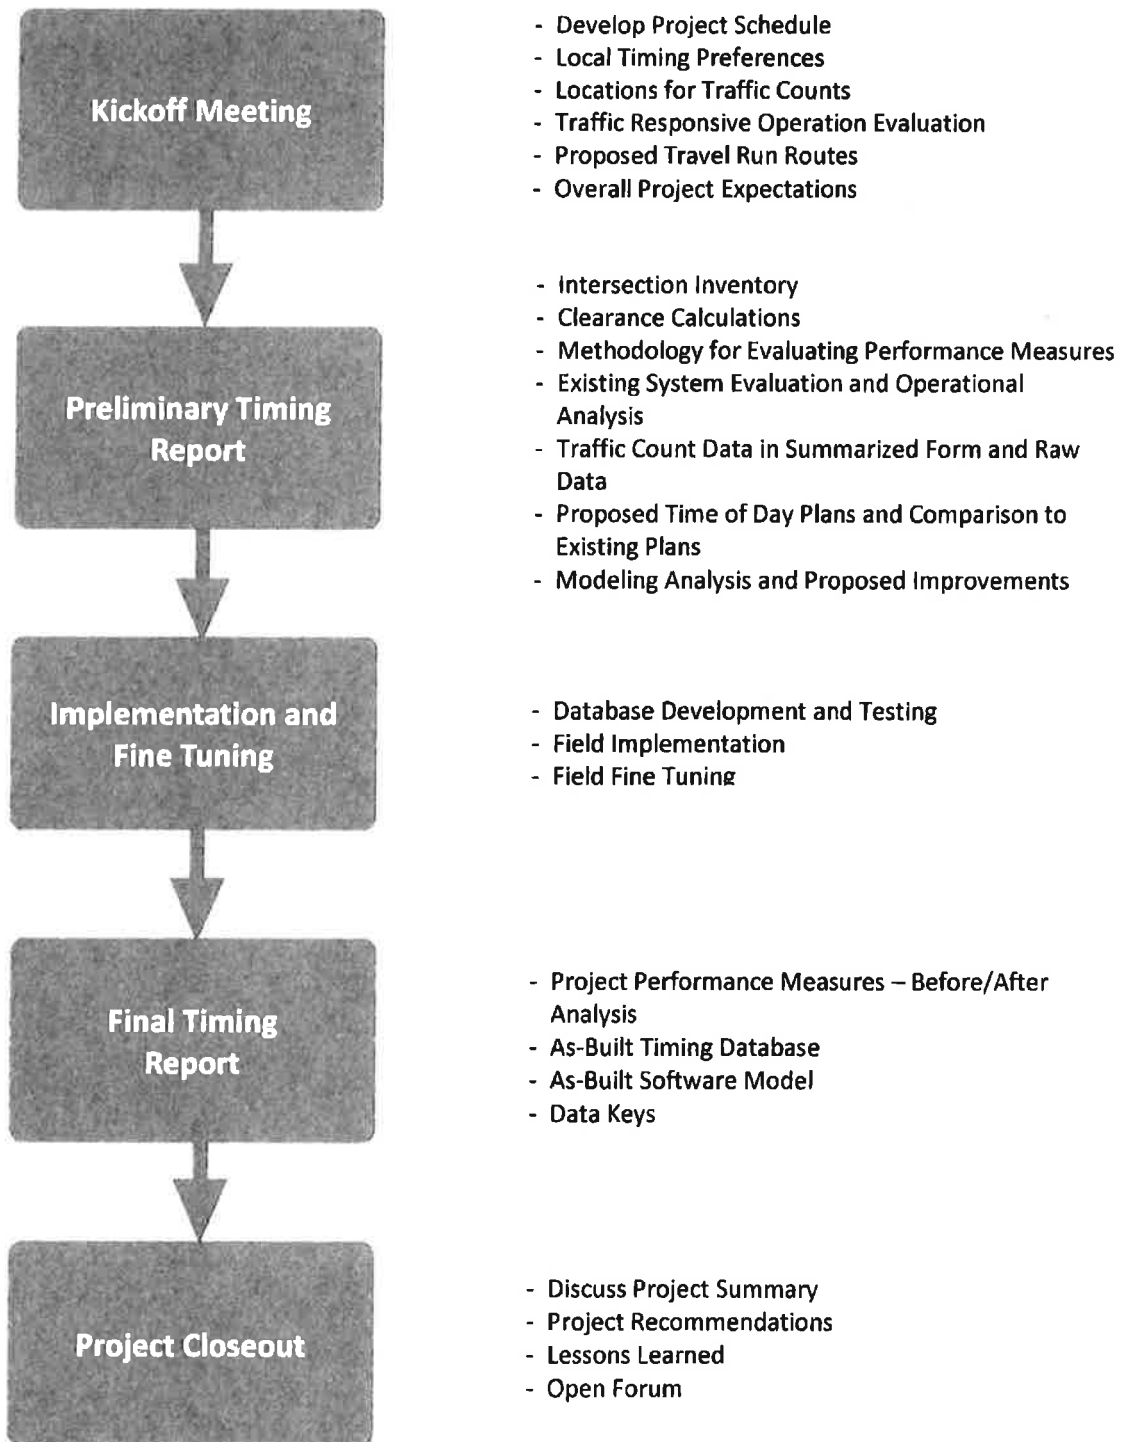 Kickoff Meeting
- Develop Project Schedule
- Local Timing Preferences
- Locations for Traffic Counts
- Traffic Responsive Operation Evaluation
- Proposed Travel Run Routes
- Overall Project Expectations
Preliminary Timing
Report
- Intersection Inventory
- Clearance Calculations
- Methodology for Evaluating Performance Measures
- Existing System Evaluation and Operational
Analysis
- Traffic Count Data in Summarized Form and Raw
Data
- Proposed Time of Day Plans and Comparison to
Existing Plans
- Modeling Analysis and Proposed Improvements
Implementation and
Fine Tuning
- Database Development and Testing
- Field Implementation
- Field Fine Tuning
Final Timing
Report
- Project Performance Measures – Before/After
Analysis
- As-Built Timing Database
- As-Built Software Model
- Data Keys
Project Closeout
- Discuss Project Summary
- Project Recommendations
- Lessons Learned
- Open Forum